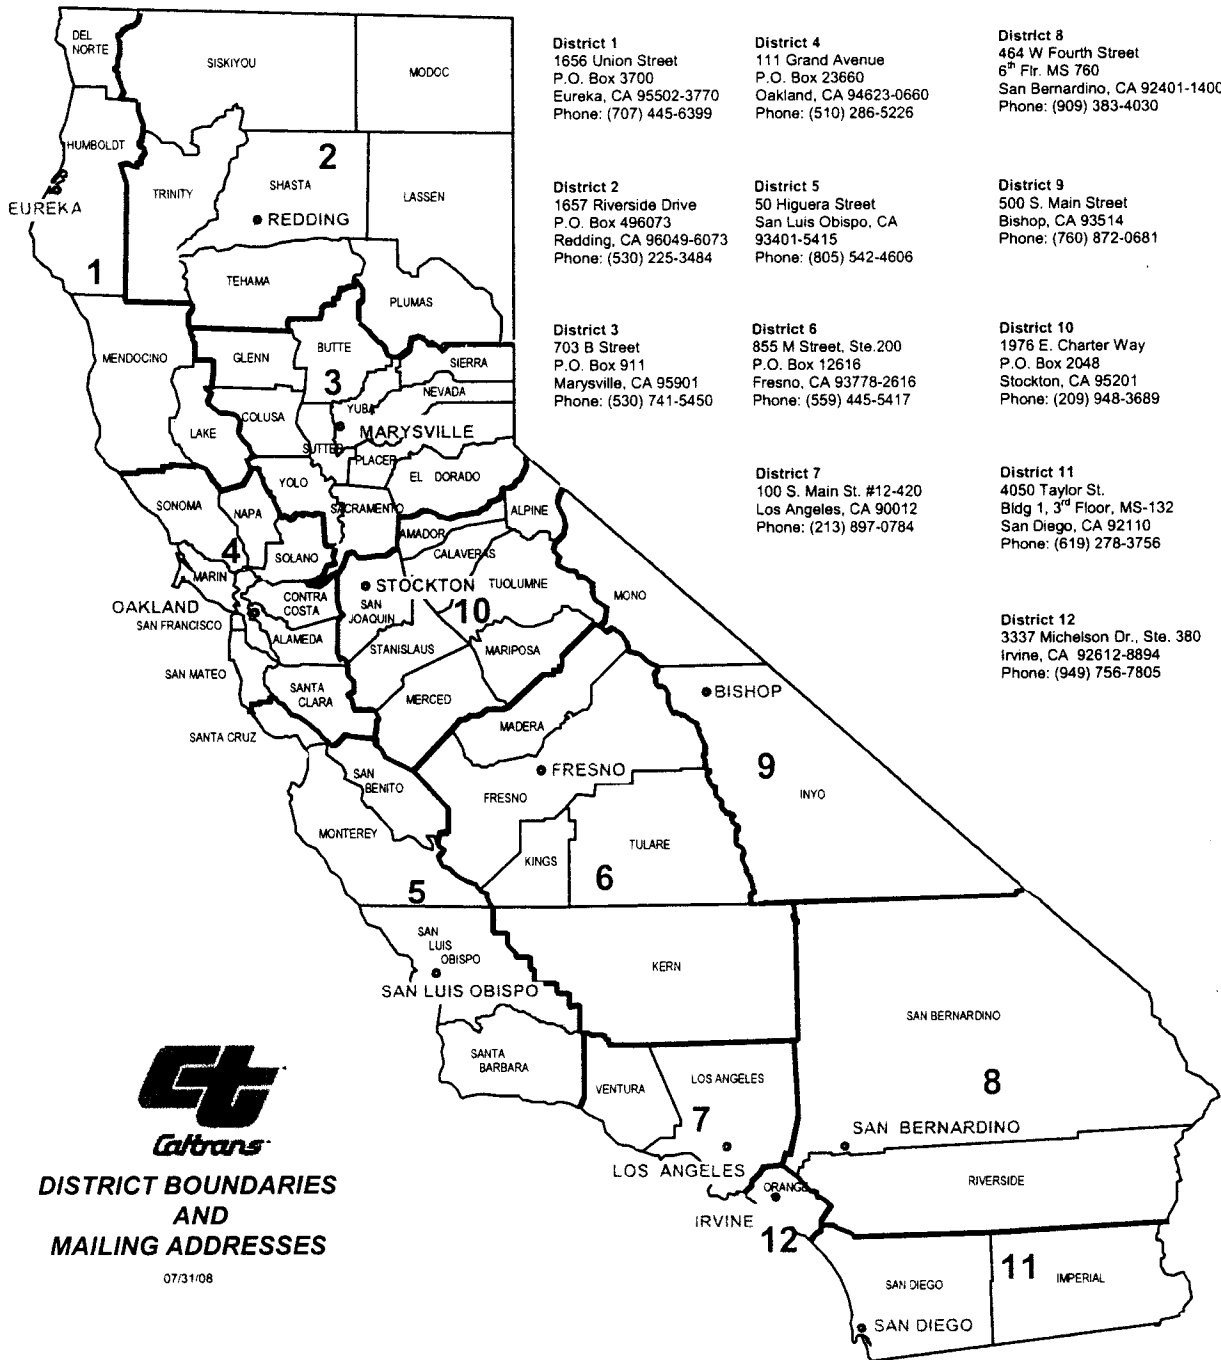 District 1
1656 Union Street
P.O. Box 3700
Eureka, CA 95502-3770
Phone: (707) 445-6399
District 4
111 Grand Avenue
P.O. Box 23660
Oakland, CA 94623-0660
Phone: (510) 286-5226
District 8
464 W Fourth Street
6th Flr. MS 760
San Bernardino, CA 92401-1400
Phone: (909) 383-4030
District 2
1657 Riverside Drive
P.O. Box 496073
Redding, CA 96049-6073
Phone: (530) 225-3484
District 5
50 Higuera Street
San Luis Obispo, CA
93401-5415
Phone: (805) 542-4606
District 9
500 S. Main Street
Bishop, CA 93514
Phone: (760) 872-0681
District 3
703 B Street
P.O. Box 911
Marysville, CA 95901
Phone: (530) 741-5450
District 6
855 M Street, Ste.200
P.O. Box 12616
Fresno, CA 93778-2616
Phone: (559) 445-5417
District 10
1976 E. Charter Way
P.O. Box 2048
Stockton, CA 95201
Phone: (209) 948-3689
District 7
100 S. Main St. #12-420
Los Angeles, CA 90012
Phone: (213) 897-0784
District 11
4050 Taylor St.
Bldg 1, 3rd Floor, MS-132
San Diego, CA 92110
Phone: (619) 278-3756
District 12
3337 Michelson Dr., Ste. 380
Irvine, CA 92612-8894
Phone: (949) 756-7805
DEL
NORTE
SISKIYOU
MODOC
HUMBOLDT
2
TRINITY
SHASTA
LASSEN
EUREKA
REDDING
1
TEHAMA
PLUMAS
MENDOCINO
GLENN
BUTTE
SIERRA
3
NEVADA
YUBA
COLUSA
LAKE
MARYSVILLE
SUTTER
PLACER
YOLO
EL DORADO
SONOMA
NAPA
SACRAMENTO
ALPINE
AMADOR
4
SOLANO
CALAVERAS
MARIN
STOCKTON
TUOLUMNE
MONO
CONTRA
COSTA
OAKLAND
SAN
JOAQUIN
10
SAN FRANCISCO
ALAMEDA
STANISLAUS
MARIPOSA
SAN MATEO
SANTA
CLARA
MERCED
BISHOP
MADERA
SANTA CRUZ
SAN
BENITO
FRESNO
9
FRESNO
INYO
MONTEREY
KINGS
TULARE
6
5
SAN
LUIS
OBISPO
KERN
SAN LUIS OBISPO
SAN BERNARDINO
SANTA
BARBARA
VENTURA
LOS ANGELES
8
7
SAN BERNARDINO
LOS ANGELES
ORANGE
RIVERSIDE
IRVINE
12
11
SAN DIEGO
IMPERIAL
SAN DIEGO
Ct
Caltrans
DISTRICT BOUNDARIES
AND
MAILING ADDRESSES
07/31/08